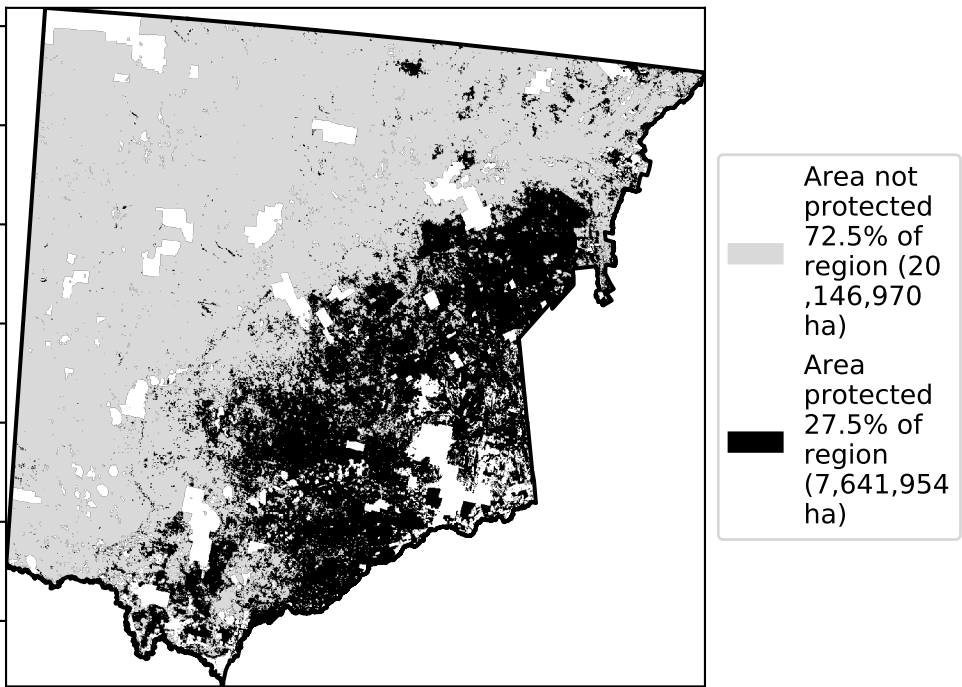 Area not
protected
72.5% of
region (20
,146,970
ha)
Area
protected
27.5% of
region
(7,641,954
ha)